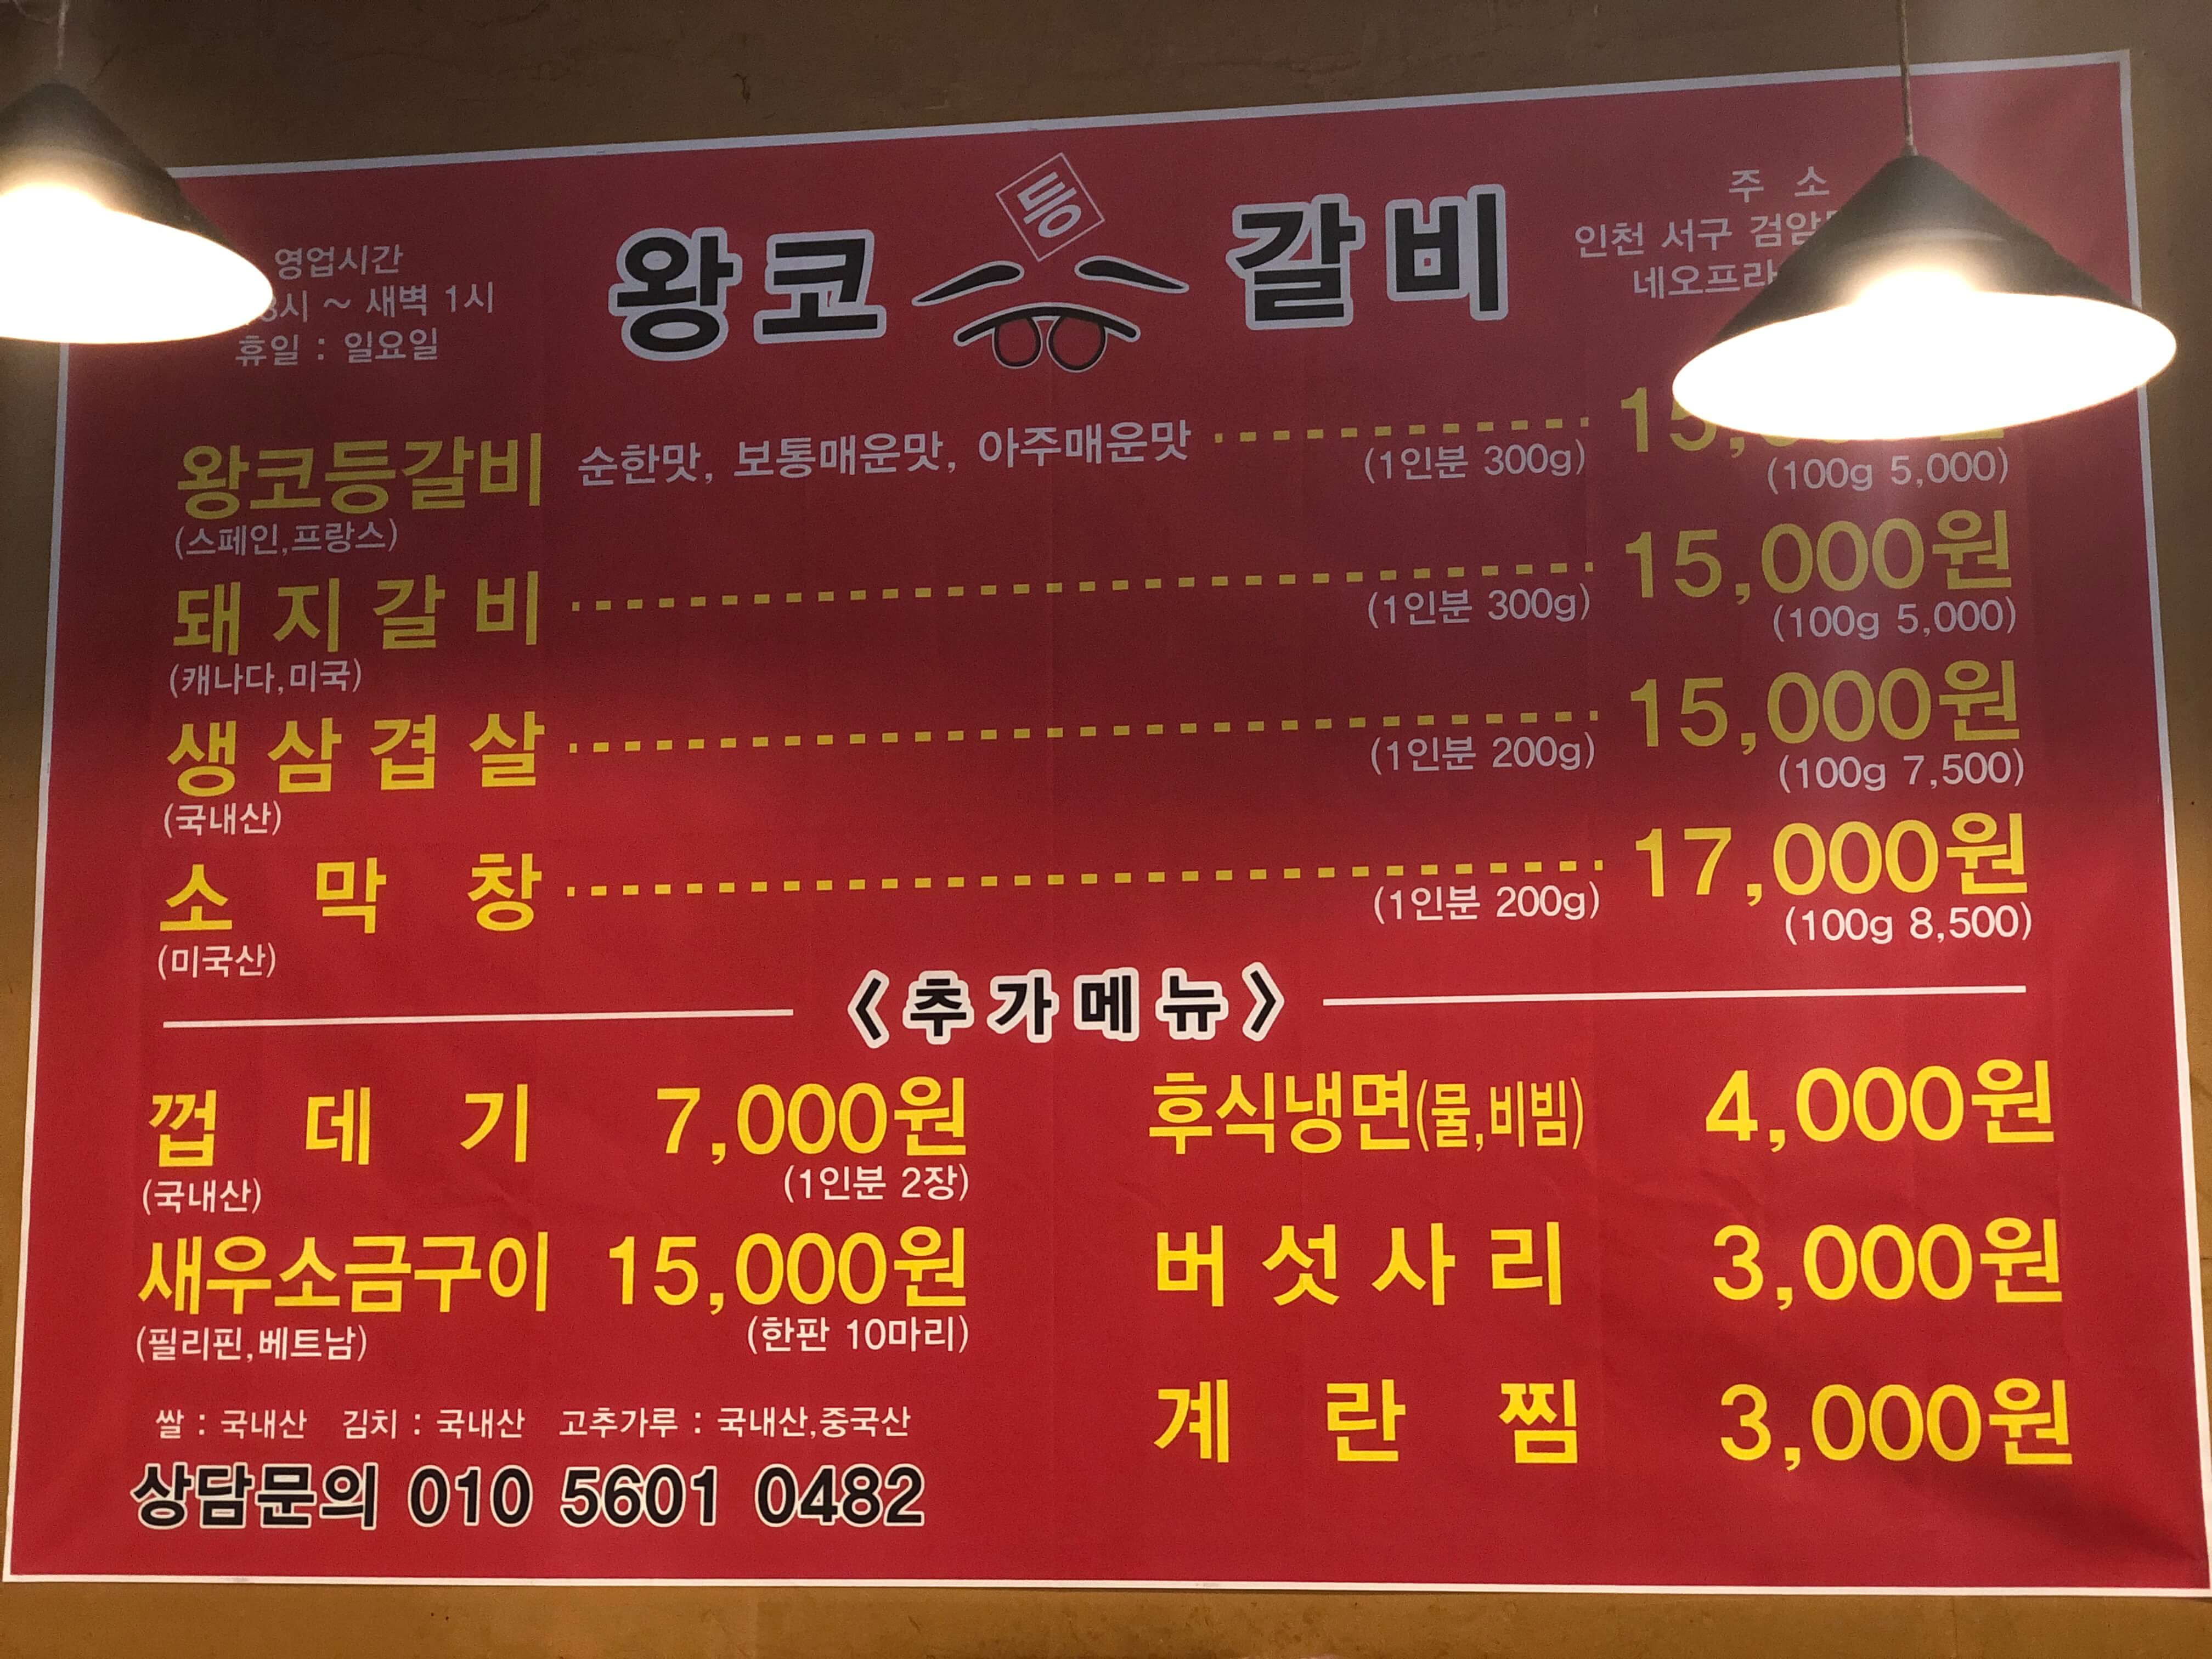 영업시간
3시 ~ 새벽 1시
휴일 : 일요일
왕코 등 갈비
주 소
인천 서구
왕코등갈비 순한맛, 보통매운맛, 아주매운맛 (1인분 300g)
(스페인,프랑스) (100g 5,000)
돼지갈비 (1인분 300g) 15,000원
(캐나다,미국) (100g 5,000)
생삼겹살 (1인분 200g) 15,000원
(국내산) (100g 7,500)
소막창 (1인분 200g) 17,000원
(미국산) (100g 8,500)
<추가메뉴>
껍데기 7,000원
(국내산) (1인분 2장)
새우소금구이 15,000원
(필리핀,베트남) (한판 10마리)
후식냉면(물,비빔) 4,000원
버섯사리 3,000원
계란찜 3,000원
쌀 : 국내산 김치 : 국내산 고추가루 : 국내산,중국산
상담문의 010 5601 0482